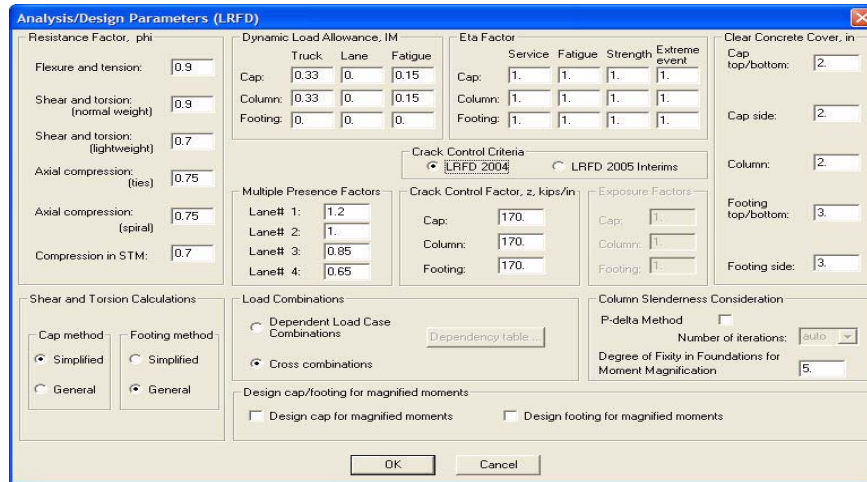 Analysis/Design Parameters (LRFD)
Resistance Factor, phi
Flexure and tension: 0.9
Shear and torsion: 0.9
(normal weight)
Shear and torsion: 0.7
(lightweight)
Axial compression: 0.75
(ties)
Axial compression: 0.75
(spiral)
Compression in STM: 0.7
Dynamic Load Allowance, IM
Truck Lane Fatigue
Cap: 0.33 0. 0.15
Column: 0.33 0. 0.15
Footing: 0. 0. 0.
Eta Factor
Service Fatigue Strength Extreme event
Cap: 1. 1. 1. 1.
Column: 1. 1. 1. 1.
Footing: 1. 1. 1. 1.
Clear Concrete Cover, in
Cap
top/bottom: 2.
Cap side: 2.
Column: 2.
Footing
top/bottom: 3.
Footing side: 3.
Crack Control Criteria
LRFD 2004 LRFD 2005 Interims
Multiple Presence Factors
Lane# 1: 1.2
Lane# 2: 1.
Lane# 3: 0.85
Lane# 4: 0.65
Crack Control Factor, z, kips/in
Cap: 170.
Column: 170.
Footing: 170.
Exposure Factors
Cap: 1.
Column: 1.
Footing: 1.
Shear and Torsion Calculations
Cap method Footing method
Simplified Simplified
General General
Load Combinations
Dependent Load Case
Combinations
Dependency table ...
Cross combinations
Column Slenderness Consideration
P-delta Method
Number of iterations: auto
Degree of Fixity in Foundations for
Moment Magnification 5.
Design cap/footing for magnified moments
Design cap for magnified moments Design footing for magnified moments
OK Cancel